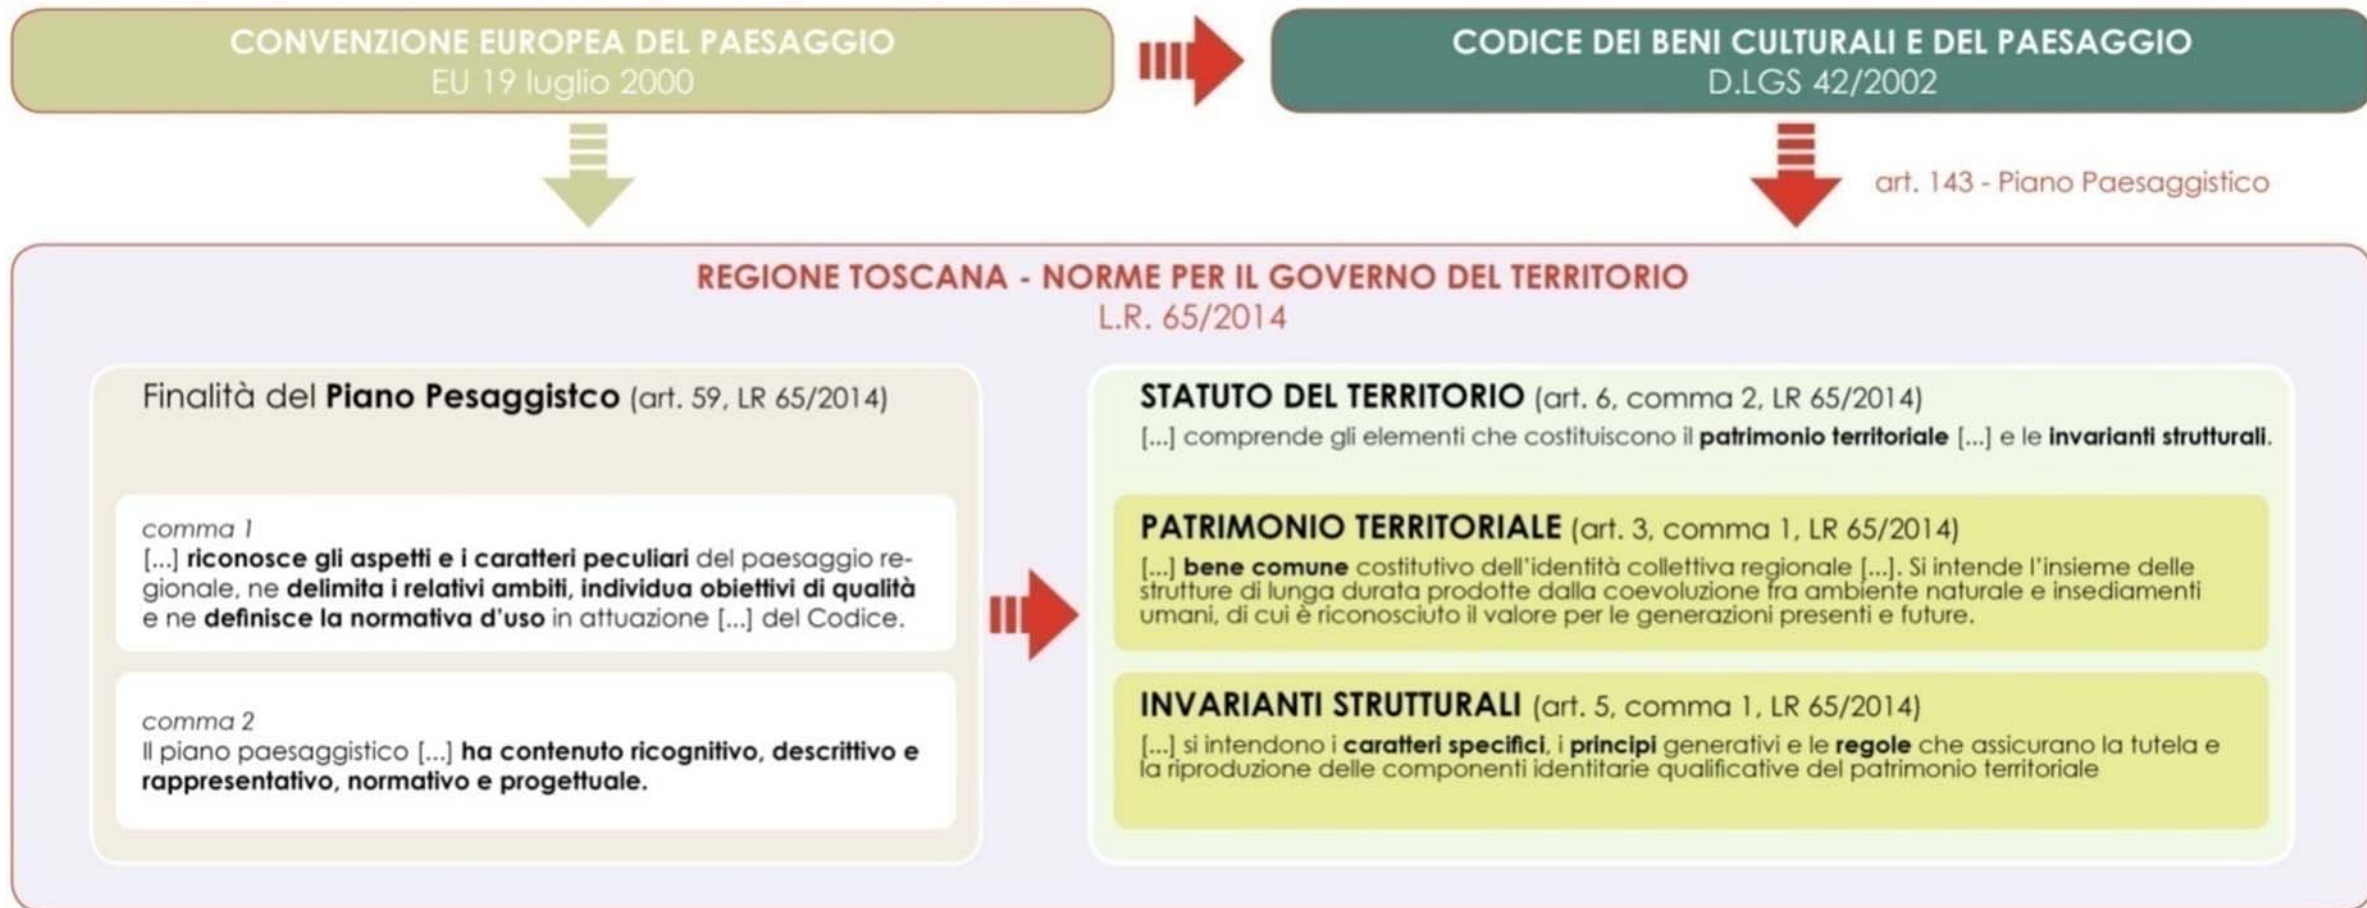 CONVENZIONE EUROPEA DEL PAESAGGIO
EU 19 luglio 2000
CODICE DEI BENI CULTURALI E DEL PAESAGGIO
D.LGS 42/2002
art. 143 - Piano Paesaggistico
REGIONE TOSCANA - NORME PER IL GOVERNO DEL TERRITORIO
L.R. 65/2014
Finalità del Piano Pesaggistco (art. 59, LR 65/2014)
comma 1
[...] riconosce gli aspetti e i caratteri peculiari del paesaggio re-
gionale, ne delimita i relativi ambiti, individua obiettivi di qualità
e ne definisce la normativa d'uso in attuazione [...] del Codice.
comma 2
Il piano paesaggistico [...] ha contenuto ricognitivo, descrittivo e
rappresentativo, normativo e progettuale.
STATUTO DEL TERRITORIO (art. 6, comma 2, LR 65/2014)
[...] comprende gli elementi che costituiscono il patrimonio territoriale [...] e le invarianti strutturali.
PATRIMONIO TERRITORIALE (art. 3, comma 1, LR 65/2014)
[...] bene comune costitutivo dell'identità collettiva regionale [...]. Si intende l'insieme delle
strutture di lunga durata prodotte dalla coevoluzione fra ambiente naturale e insediamenti
umani, di cui è riconosciuto il valore per le generazioni presenti e future.
INVARIANTI STRUTTURALI (art. 5, comma 1, LR 65/2014)
[...] si intendono i caratteri specifici, i principi generativi e le regole che assicurano la tutela e
la riproduzione delle componenti identitarie qualificative del patrimonio territoriale